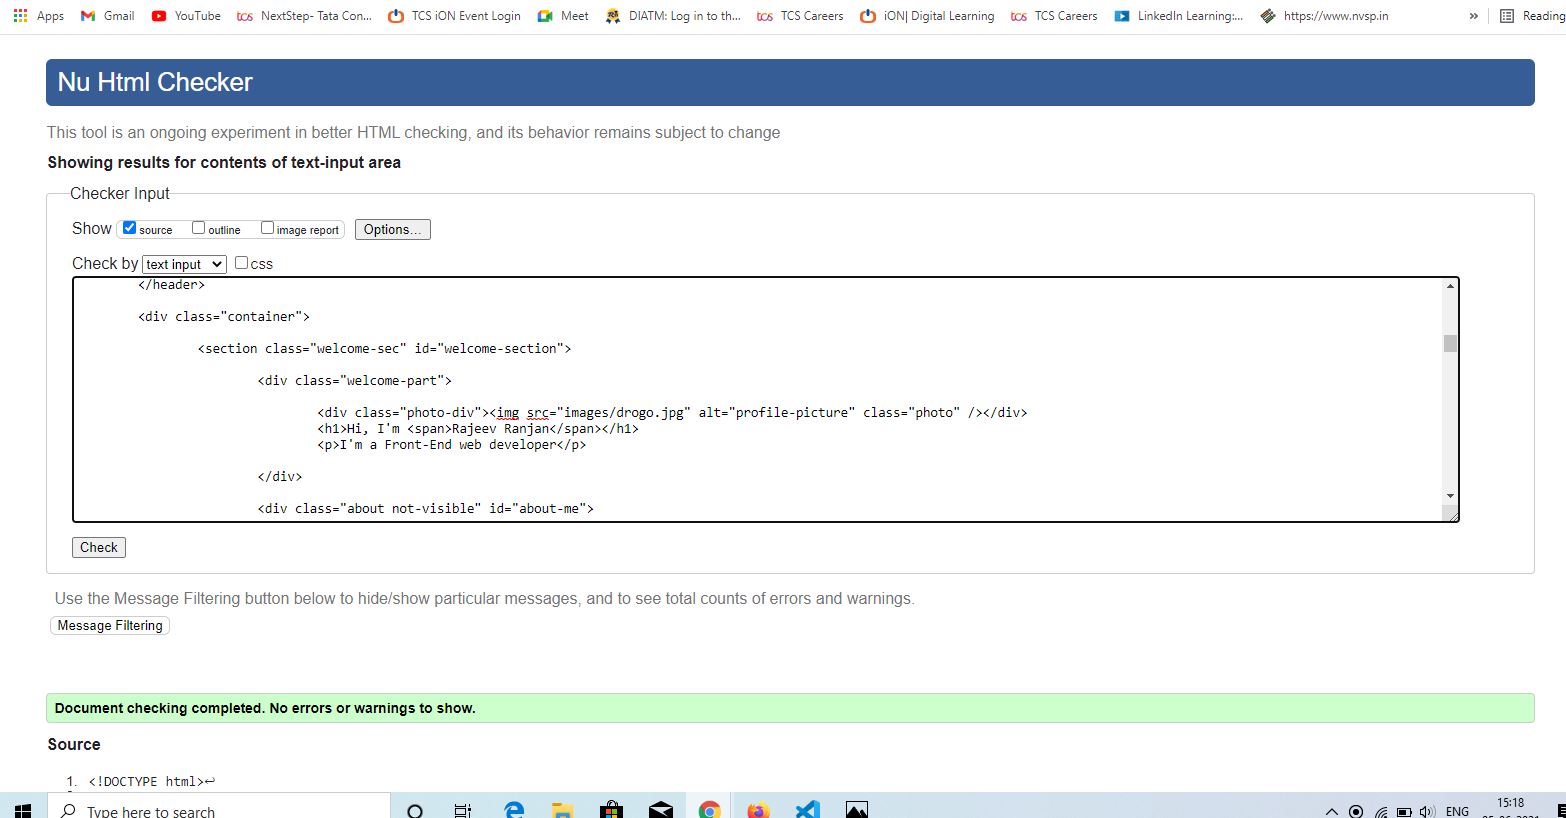 Apps Gmail YouTube tcs NextStep- Tata Con... TCS iON Event Login Meet DIATM: Log in to th... tcs TCS Careers iON| Digital Learning tcs TCS Careers LinkedIn Learning:... https://www.nvsp.in » Reading
Nu Html Checker
This tool is an ongoing experiment in better HTML checking, and its behavior remains subject to change
Showing results for contents of text-input area
Checker Input
Show source outline image report Options...
Check by text input css
</header>
<div class="container">
<section class="welcome-sec" id="welcome-section">
<div class="welcome-part">
<div class="photo-div"><img src="images/drogo.jpg" alt="profile-picture" class="photo" /></div>
<h1>Hi, I'm <span>Rajeev Ranjan</span></h1>
<p>I'm a Front-End web developer</p>
</div>
<div class="about not-visible" id="about-me">
Check
Use the Message Filtering button below to hide/show particular messages, and to see total counts of errors and warnings.
Message Filtering
Document checking completed. No errors or warnings to show.
Source
1. <!DOCTYPE html>↩
Type here to search ENG 15:18